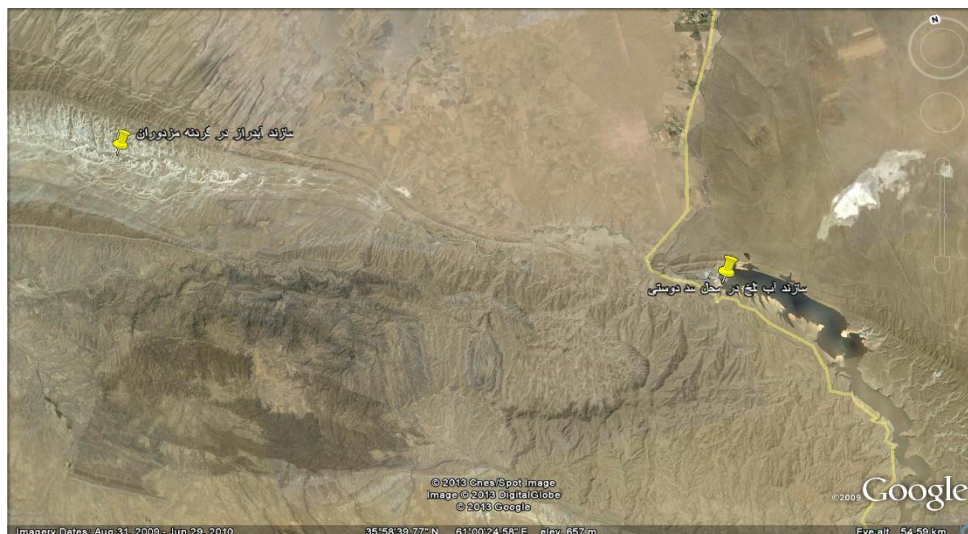 N
سازند آبدراز در گردنه مزدوران
سازند آب تلخ در محل سد دوستی
© 2013 Cnes/Spot Image
Image © 2013 DigitalGlobe
© 2013 Google
©2009 Google
Imagery Dates: Aug 31, 2009 - Jun 29, 2010 35°58'39.77" N 61°00'24.58" E elev 657 m Eye alt 54.59 km